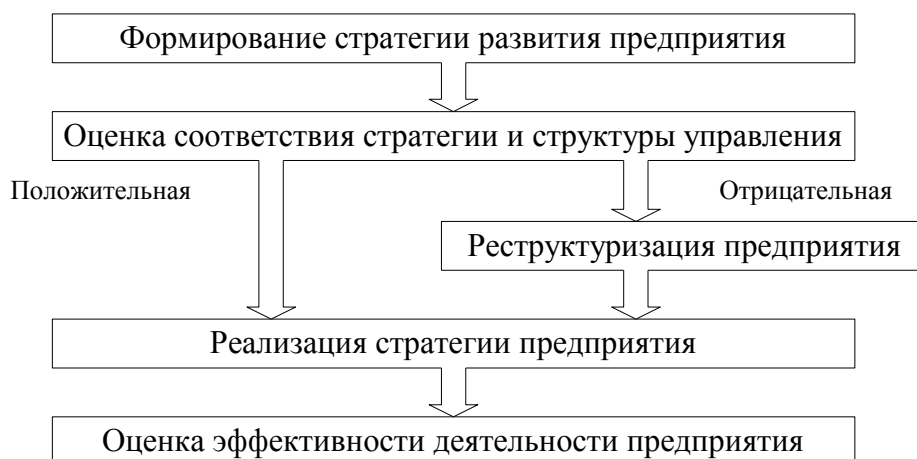 Формирование стратегии развития предприятия
Оценка соответствия стратегии и структуры управления
Положительная
Отрицательная
Реструктуризация предприятия
Реализация стратегии предприятия
Оценка эффективности деятельности предприятия